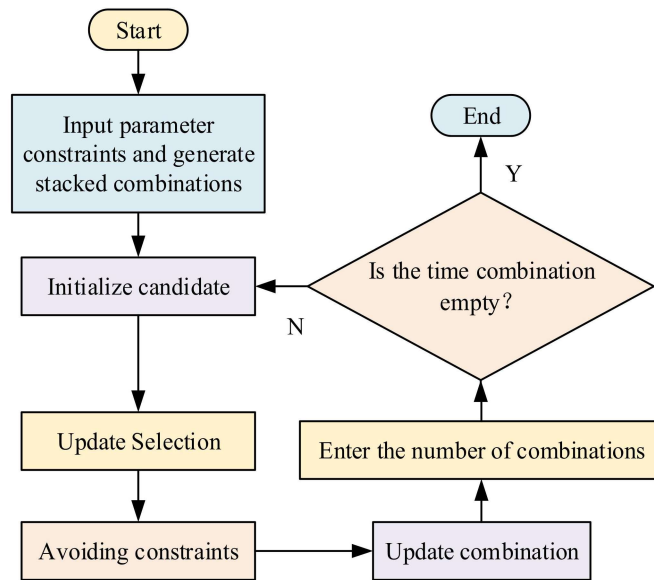 Start
Input parameter
constraints and generate
stacked combinations
Initialize candidate
Update Selection
Avoiding constraints
Update combination
Enter the number of combinations
Is the time combination
empty?
N
Y
End